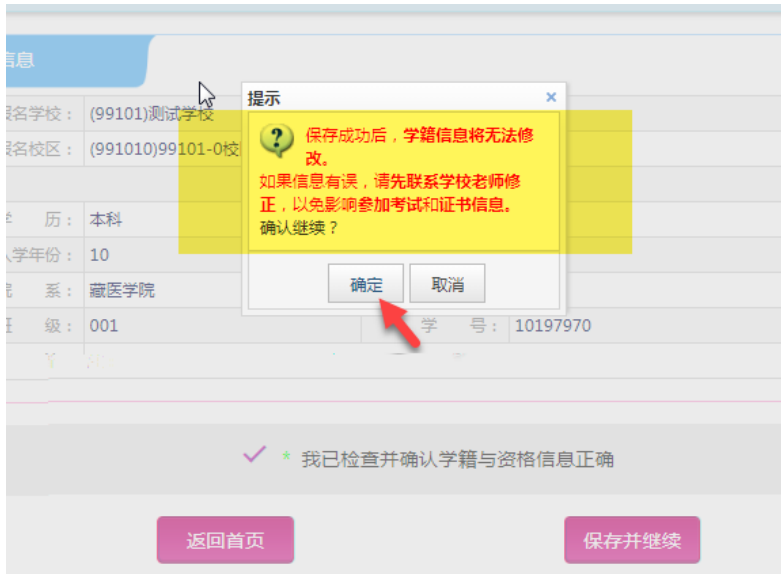 信息
提示
×
报名学校： (99101)测试学校
报名校区： (991010)99101-0校
?
保存成功后，学籍信息将无法修
改。
如果信息有误，请先联系学校老师修
正，以免影响参加考试和证书信息。
确认继续？
学 历： 本科
入学年份： 10
院 系： 藏医学院
确定 取消
班 级： 001 学 号： 10197970
* 我已检查并确认学籍与资格信息正确
返回首页 保存并继续